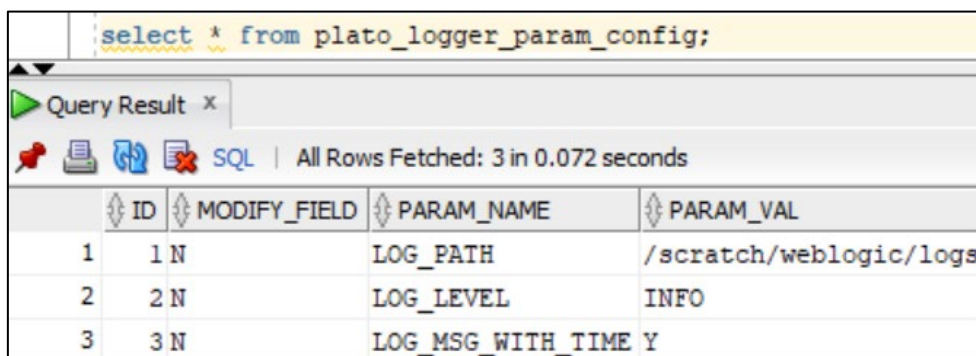 select * from plato_logger_param_config;
Query Result x
SQL | All Rows Fetched: 3 in 0.072 seconds
ID MODIFY_FIELD PARAM_NAME PARAM_VAL
1 1 N LOG_PATH /scratch/weblogic/logs
2 2 N LOG_LEVEL INFO
3 3 N LOG_MSG_WITH_TIME Y